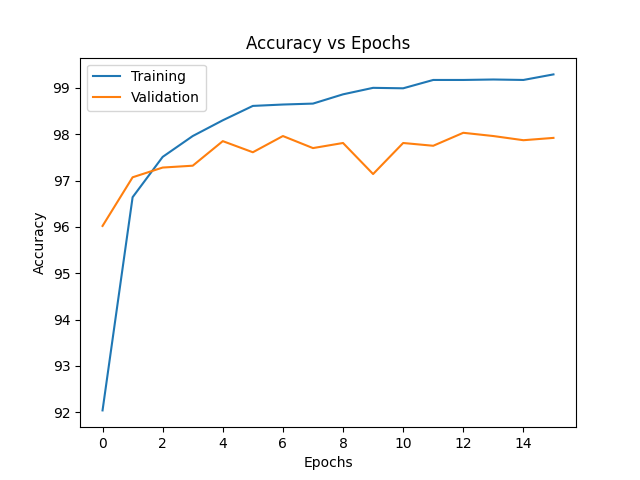 Accuracy vs Epochs
Training
Validation
99
98
97
96
95
94
93
92
Accuracy
0 2 4 6 8 10 12 14
Epochs